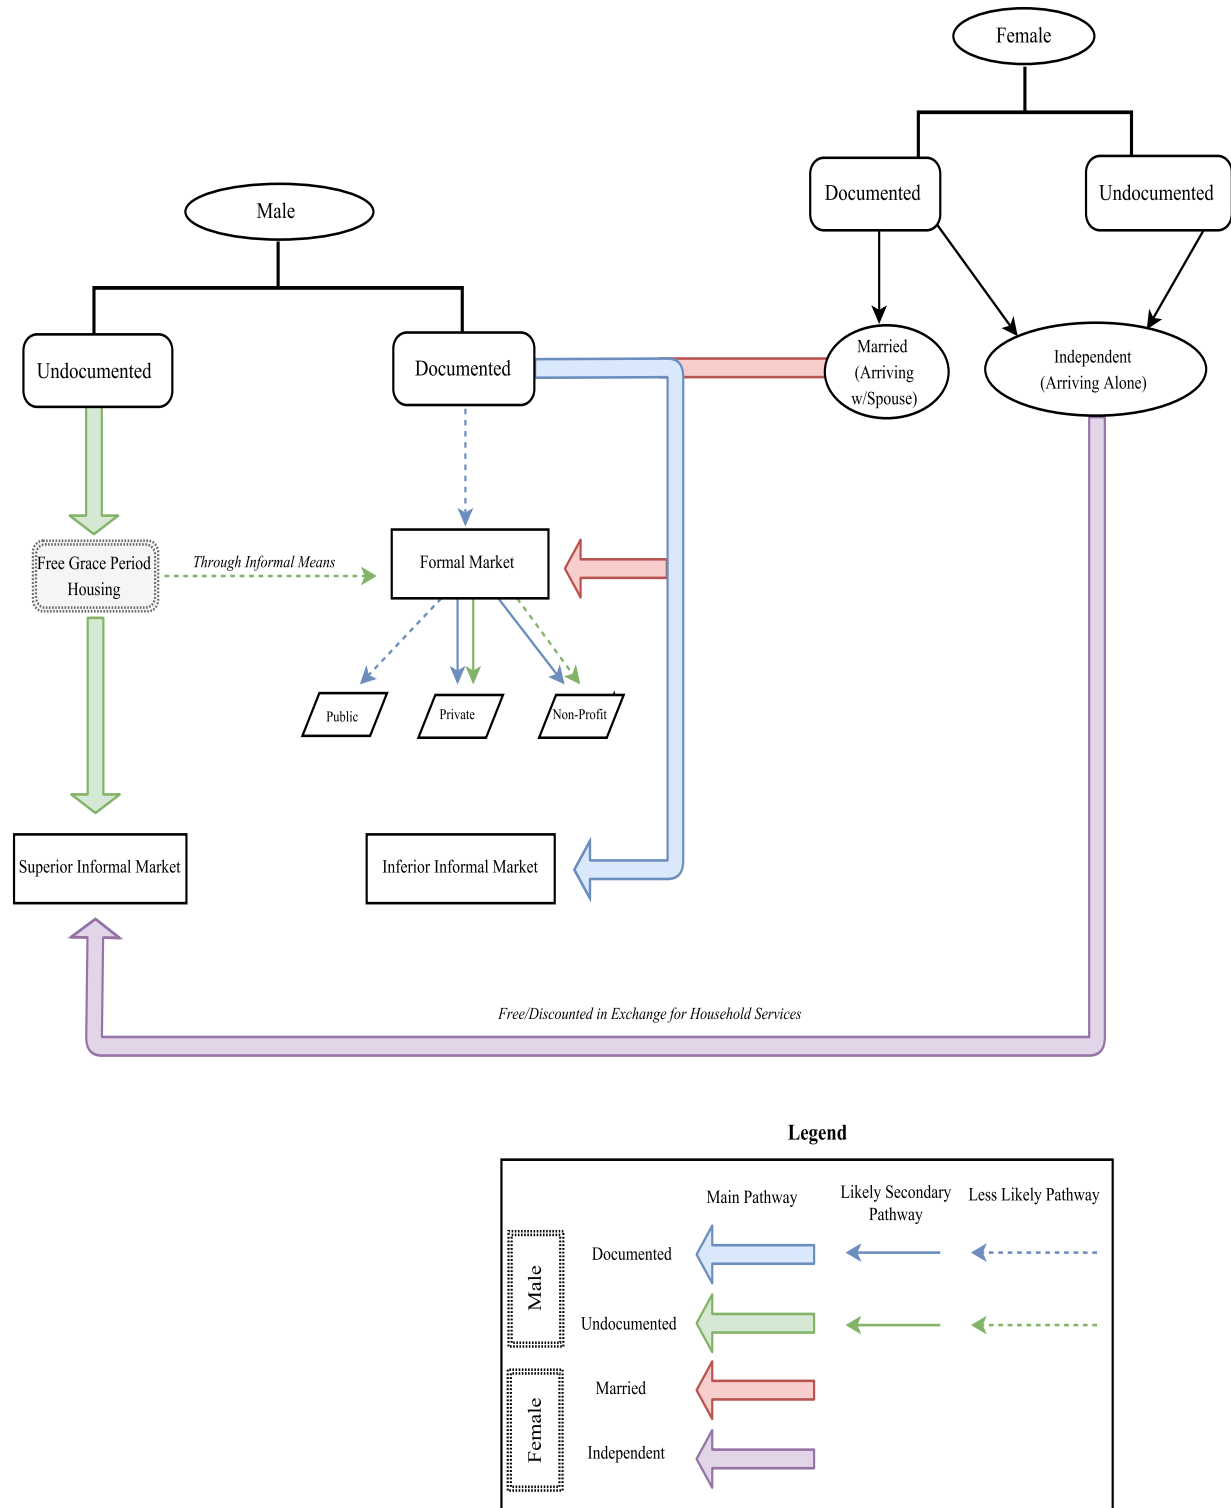 Female
Documented
Undocumented
Male
Undocumented
Documented
Married
(Arriving
w/Spouse)
Independent
(Arriving Alone)
Free Grace Period
Housing
Through Informal Means
Formal Market
Public
Private
Non-Profit
Superior Informal Market
Inferior Informal Market
Free/Discounted in Exchange for Household Services
Legend
Main Pathway
Likely Secondary
Pathway
Less Likely Pathway
Male
Documented
Undocumented
Female
Married
Independent